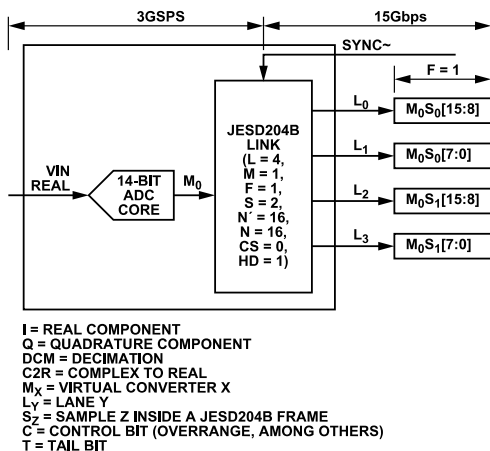 3GSPS
15Gbps
SYNC~
F = 1
VIN
REAL
14-BIT
ADC
CORE
M0
JESD204B
LINK
(L = 4,
M = 1,
F = 1,
S = 2,
N´ = 16,
N = 16,
CS = 0,
HD = 1)
L0
M0S0[15:8]
L1
M0S0[7:0]
L2
M0S1[15:8]
L3
M0S1[7:0]
I = REAL COMPONENT
Q = QUADRATURE COMPONENT
DCM = DECIMATION
C2R = COMPLEX TO REAL
MX = VIRTUAL CONVERTER X
LY = LANE Y
SZ = SAMPLE Z INSIDE A JESD204B FRAME
C = CONTROL BIT (OVERRANGE, AMONG OTHERS)
T = TAIL BIT